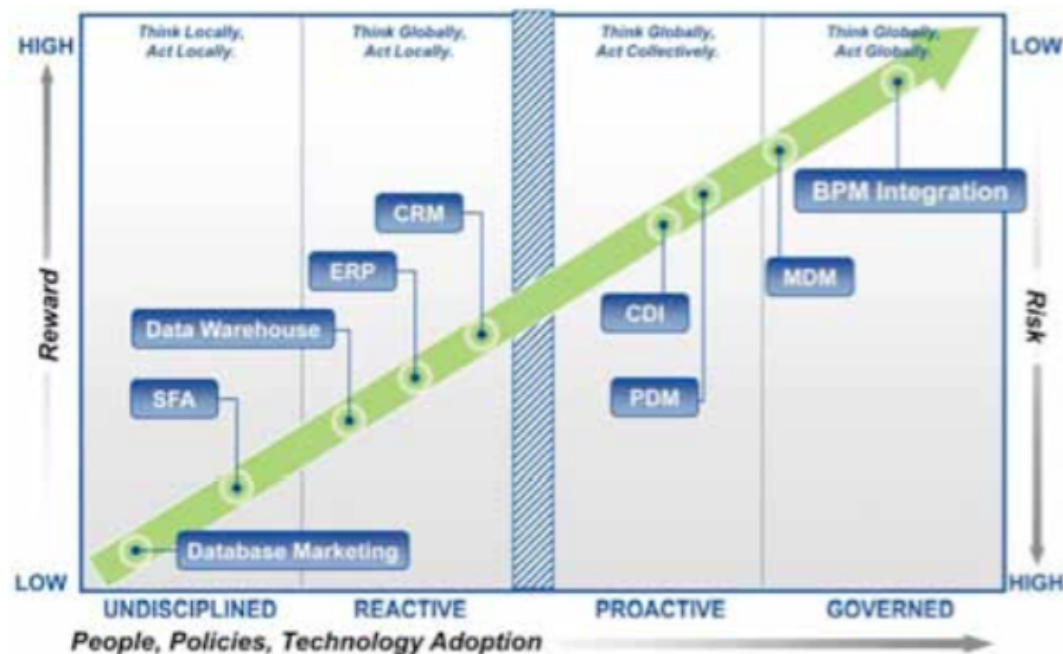 Think Locally,
Act Locally.
Think Globally,
Act Locally.
Think Globally,
Act Collectively.
Think Globally,
Act Globally.
HIGH
LOW
BPM Integration
CRM
ERP
MDM
CDI
Data Warehouse
SFA
PDM
Database Marketing
Reward
Risk
LOW
HIGH
UNDISCIPLINED
REACTIVE
PROACTIVE
GOVERNED
People, Policies, Technology Adoption